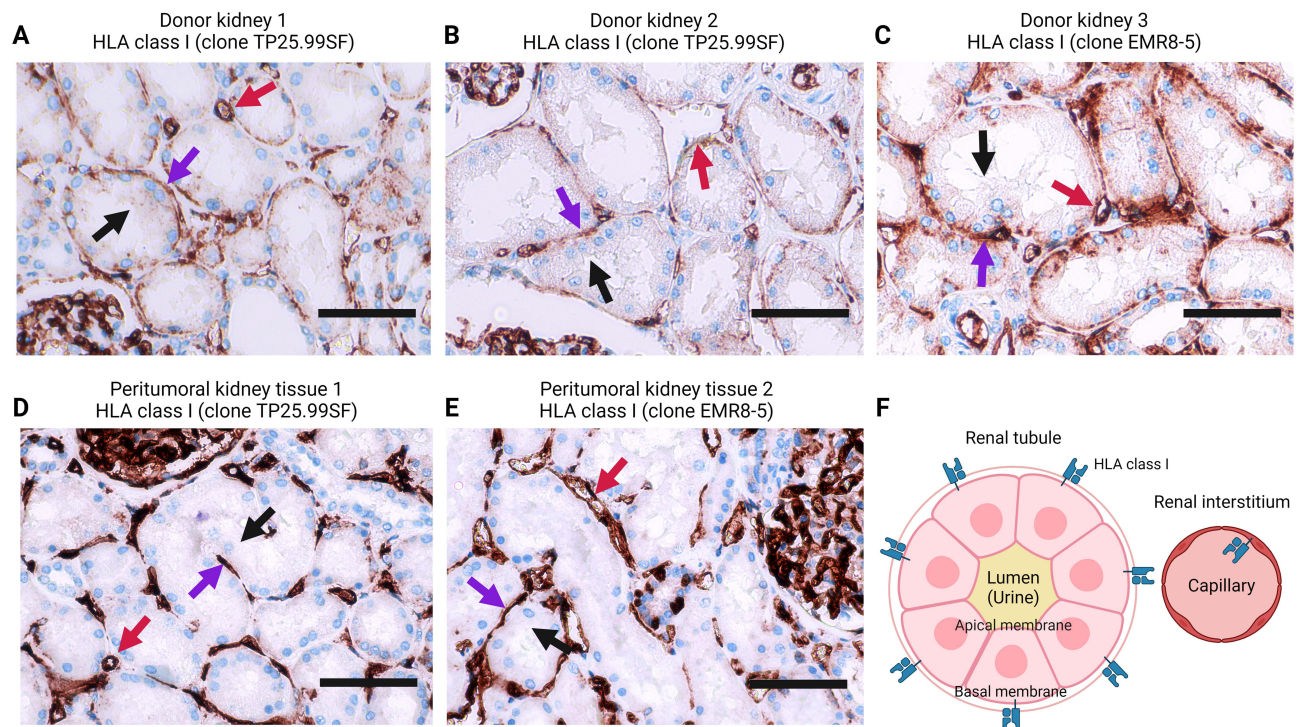 A
Donor kidney 1
HLA class I (clone TP25.99SF)
B
Donor kidney 2
HLA class I (clone TP25.99SF)
C
Donor kidney 3
HLA class I (clone EMR8-5)
D
Peritumoral kidney tissue 1
HLA class I (clone TP25.99SF)
E
Peritumoral kidney tissue 2
HLA class I (clone EMR8-5)
F
Renal tubule
HLA class I
Renal interstitium
Lumen
(Urine)
Capillary
Apical membrane
Basal membrane